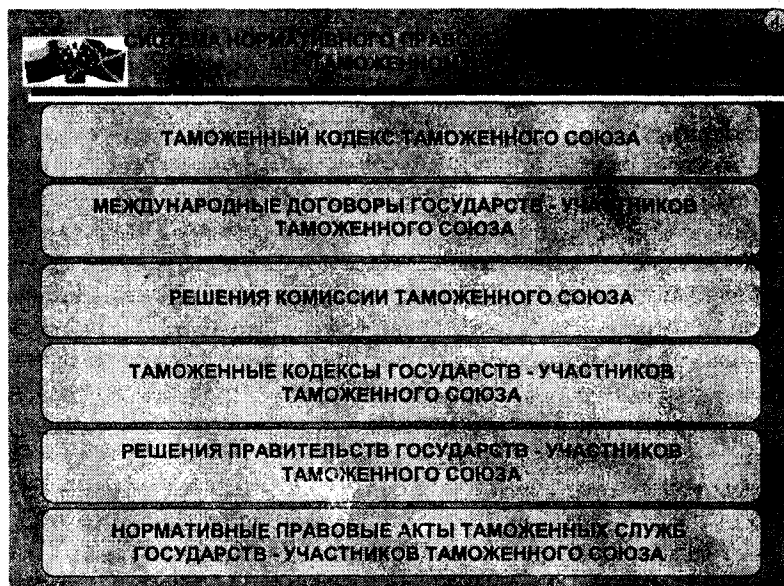 СИСТЕМА НОРМАТИВНОГО
ТАМОЖЕННОМ
ТАМОЖЕННЫЙ КОДЕКС ТАМОЖЕННОГО СОЮЗА
МЕЖДУНАРОДНЫЕ ДОГОВОРЫ ГОСУДАРСТВ - УЧАСТНИКОВ
ТАМОЖЕННОГО СОЮЗА
РЕШЕНИЯ КОМИССИИ ТАМОЖЕННОГО СОЮЗА
ТАМОЖЕННЫЕ КОДЕКСЫ ГОСУДАРСТВ - УЧАСТНИКОВ
ТАМОЖЕННОГО СОЮЗА
РЕШЕНИЯ ПРАВИТЕЛЬСТВ ГОСУДАРСТВ - УЧАСТНИКОВ
ТАМОЖЕННОГО СОЮЗА
НОРМАТИВНЫЕ ПРАВОВЫЕ АКТЫ ТАМОЖЕННЫХ СЛУЖБ
ГОСУДАРСТВ - УЧАСТНИКОВ ТАМОЖЕННОГО СОЮЗА